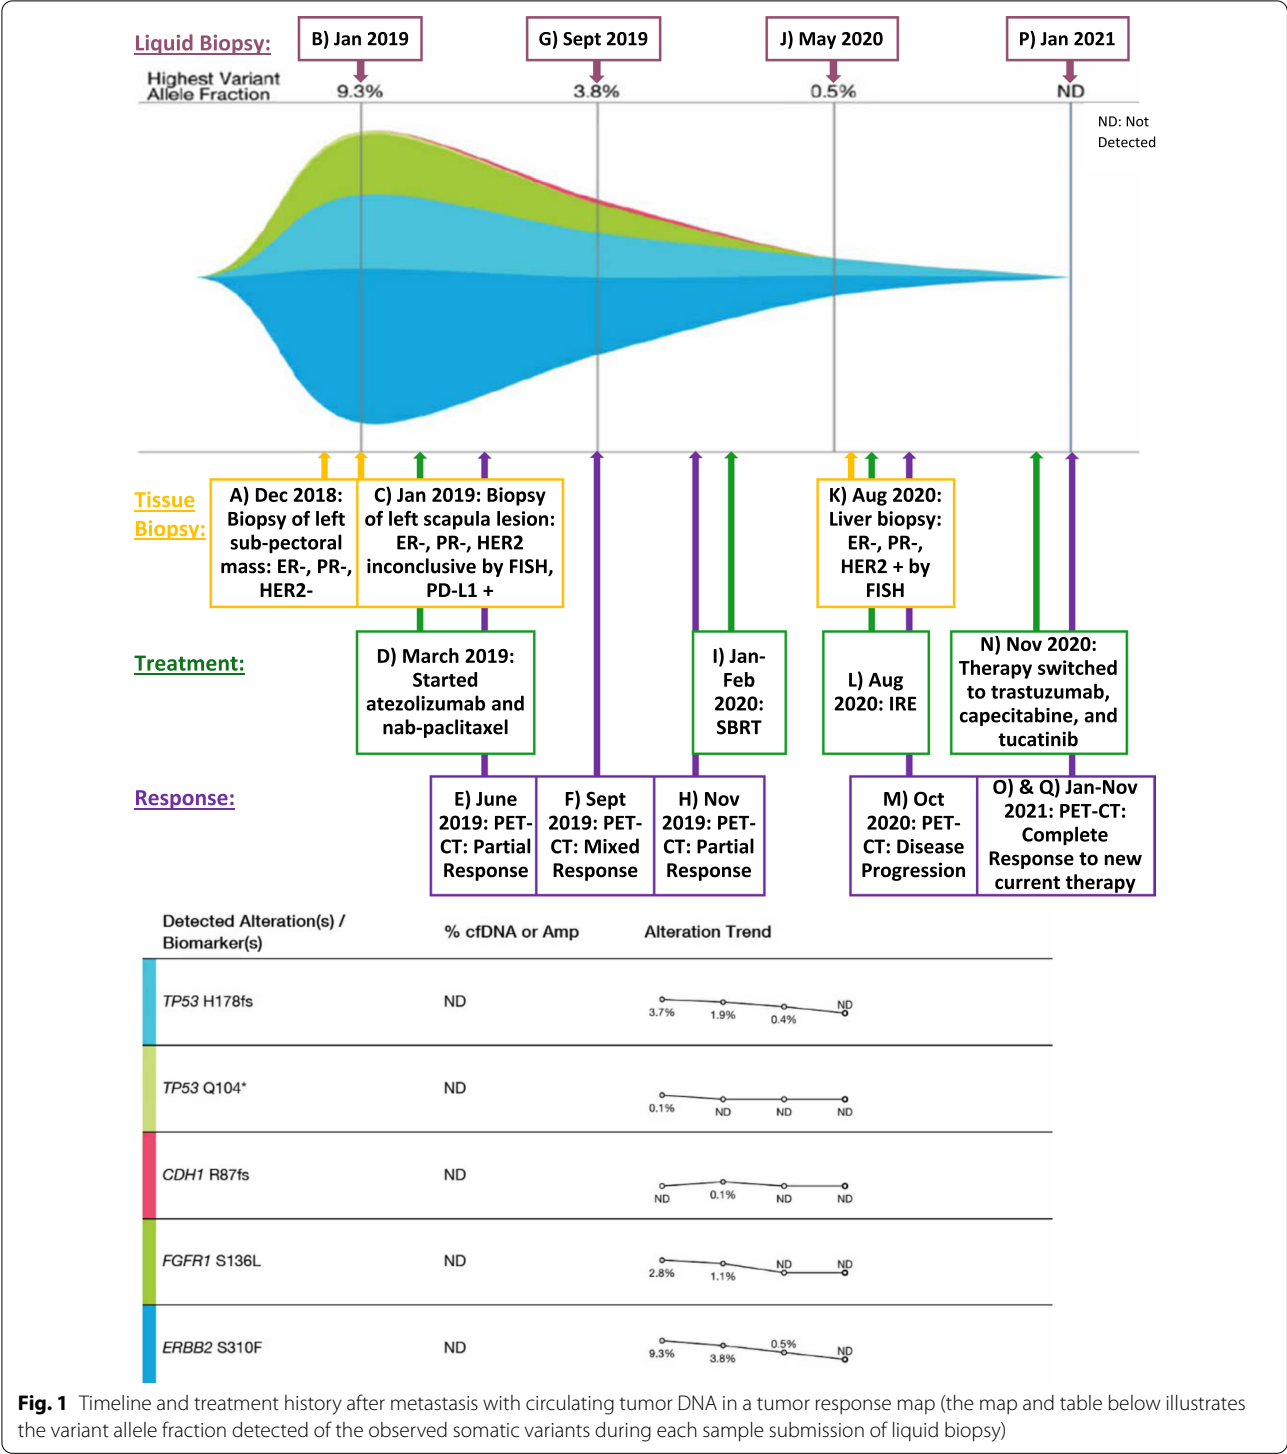 Liquid Biopsy:
B) Jan 2019
G) Sept 2019
J) May 2020
P) Jan 2021
Highest Variant
Allele Fraction
9.3%
3.8%
0.5%
ND
ND: Not
Detected
Tissue
Biopsy:
A) Dec 2018:
Biopsy of left
sub-pectoral
mass: ER-, PR-,
HER2-
C) Jan 2019: Biopsy
of left scapula lesion:
ER-, PR-, HER2
inconclusive by FISH,
PD-L1 +
K) Aug 2020:
Liver biopsy:
ER-, PR-,
HER2 + by
FISH
Treatment:
D) March 2019:
Started
atezolizumab and
nab-paclitaxel
I) Jan-
Feb
2020:
SBRT
L) Aug
2020: IRE
N) Nov 2020:
Therapy switched
to trastuzumab,
capecitabine, and
tucatinib
Response:
E) June
2019: PET-
CT: Partial
Response
F) Sept
2019: PET-
CT: Mixed
Response
H) Nov
2019: PET-
CT: Partial
Response
M) Oct
2020: PET-
CT: Disease
Progression
O) & Q) Jan-Nov
2021: PET-CT:
Complete
Response to new
current therapy
Detected Alteration(s) /
Biomarker(s)
% cfDNA or Amp
Alteration Trend
TP53 H178fs
ND
3.7%
1.9%
0.4%
ND
TP53 Q104*
ND
0.1%
ND
ND
ND
CDH1 R87fs
ND
ND
0.1%
ND
ND
FGFR1 S136L
ND
2.8%
1.1%
ND
ND
ERBB2 S310F
ND
9.3%
3.8%
0.5%
ND
Fig. 1 Timeline and treatment history after metastasis with circulating tumor DNA in a tumor response map (the map and table below illustrates
the variant allele fraction detected of the observed somatic variants during each sample submission of liquid biopsy)